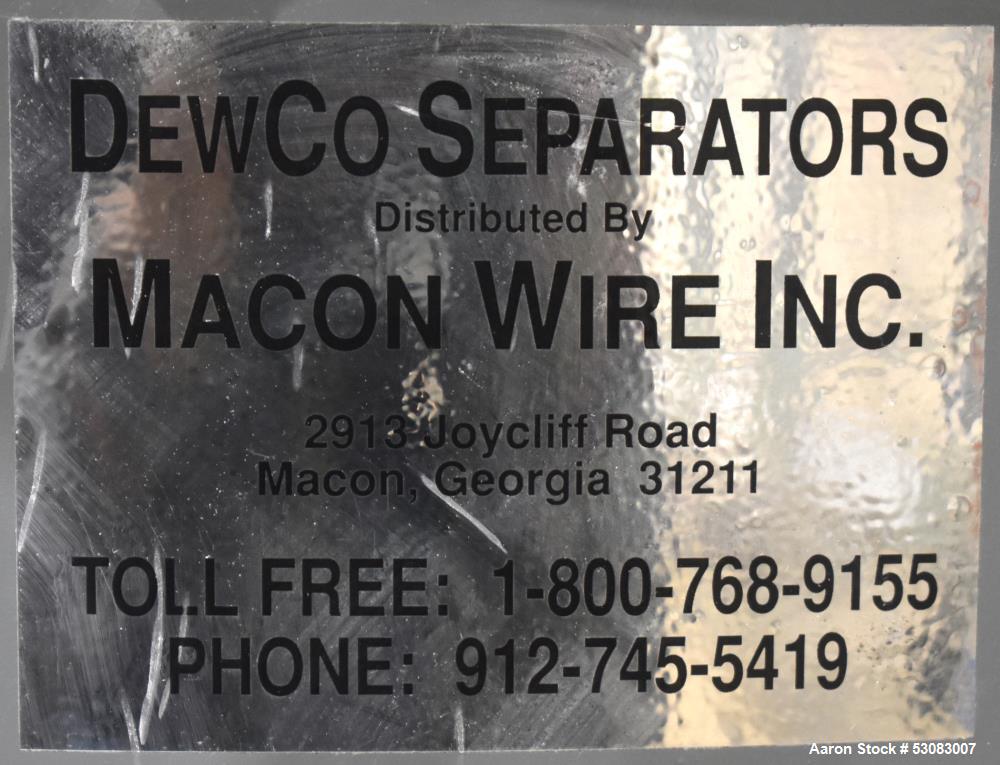 DEWCO SEPARATORS
Distributed By
MACON WIRE INC.
2913 Joycliff Road
Macon, Georgia 31211
TOLL FREE: 1-800-768-9155
PHONE: 912-745-5419
Aaron Stock # 53083007